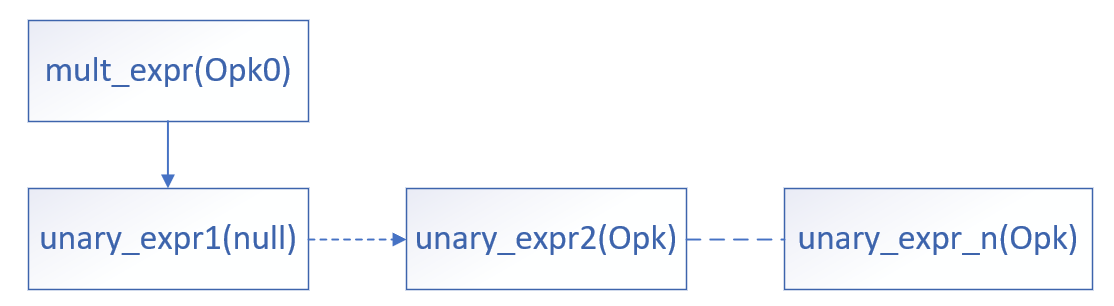 mult_expr(Opk0)
unary_expr1(null)
unary_expr2(Opk)
unary_expr_n(Opk)